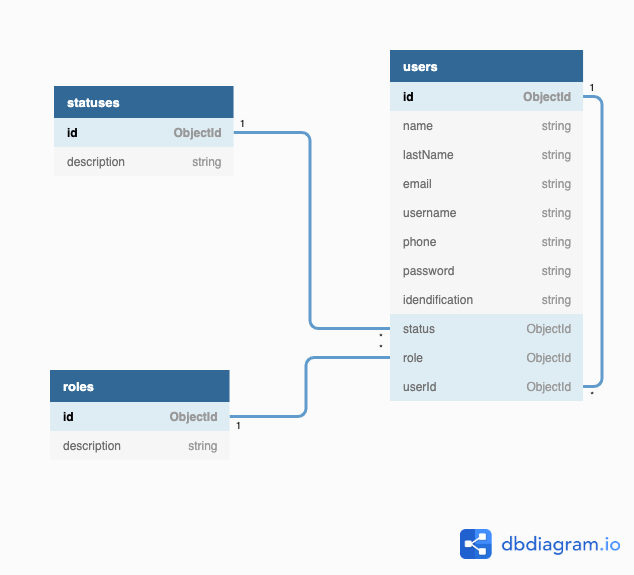 statuses
id ObjectId
description string
1
users
id ObjectId
name string
lastName string
email string
username string
phone string
password string
idendification string
status ObjectId
role ObjectId
userId ObjectId
1
*
*
*
roles
id ObjectId
description string
1
dbdiagram.io